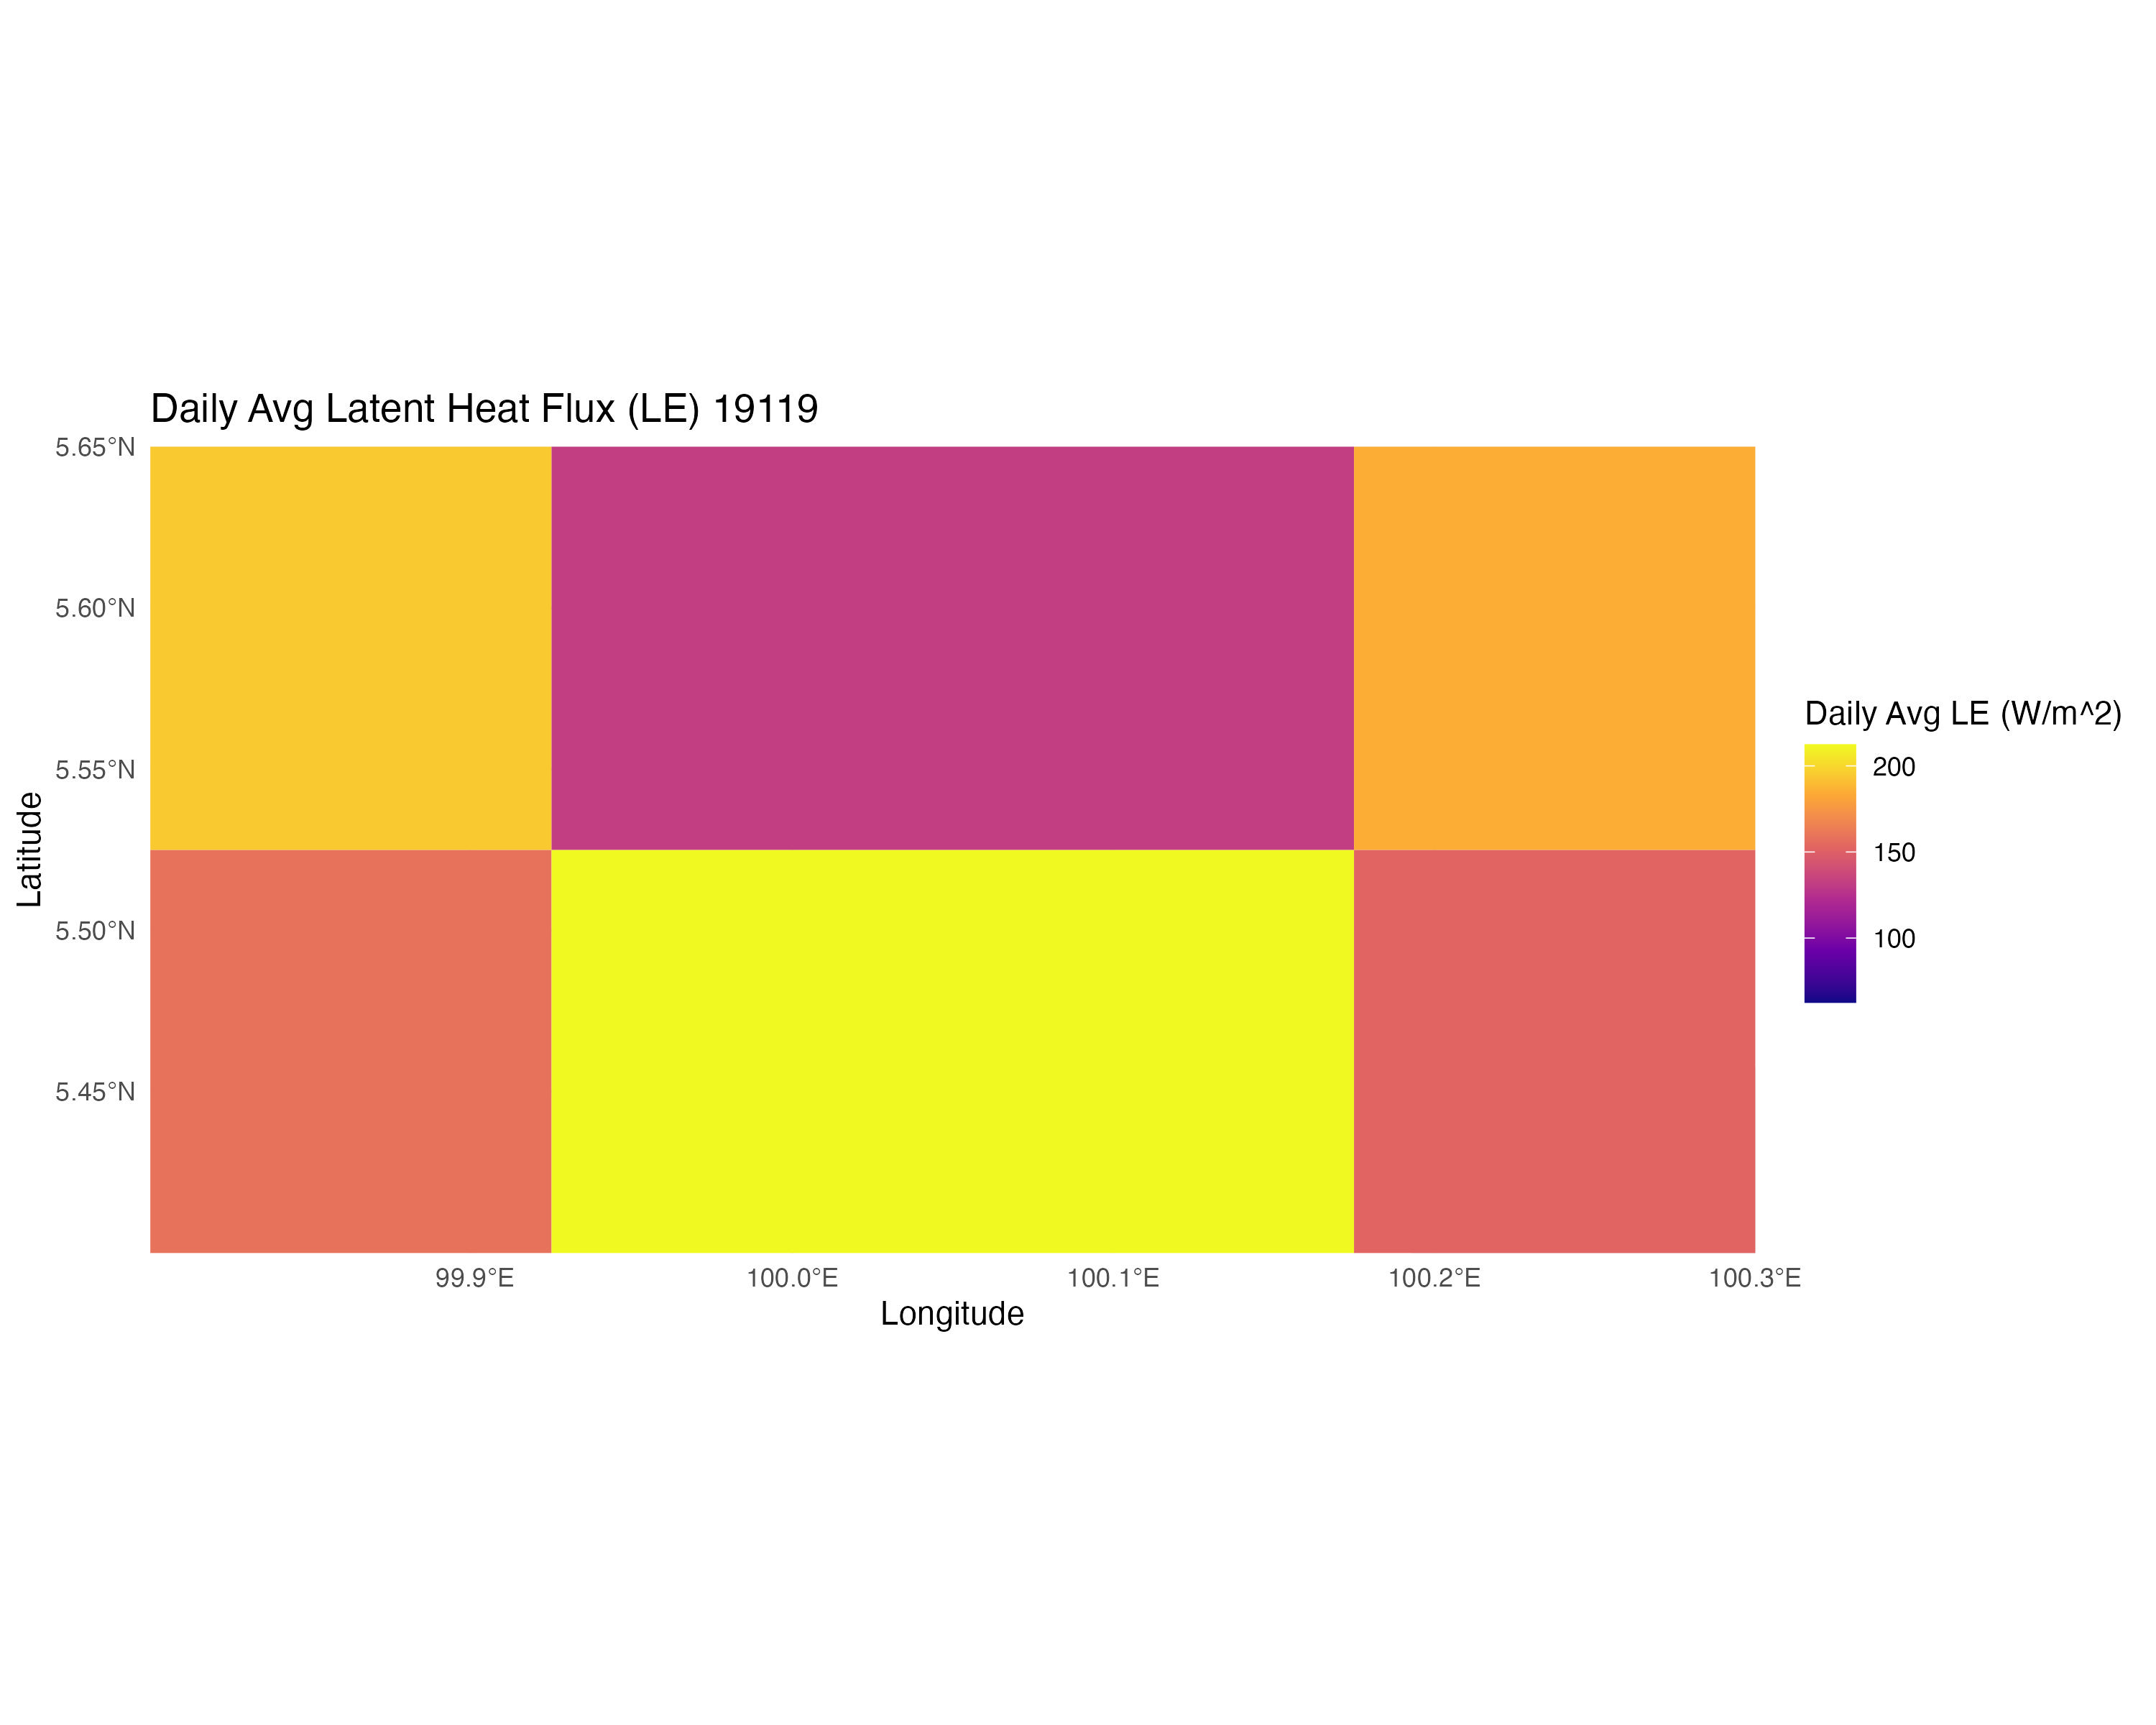 Daily Avg Latent Heat Flux (LE) 19119
5.65°N
5.60°N
5.55°N
5.50°N
5.45°N
Latitude
99.9°E
100.0°E
100.1°E
100.2°E
100.3°E
Longitude
Daily Avg LE (W/m^2)
200
150
100